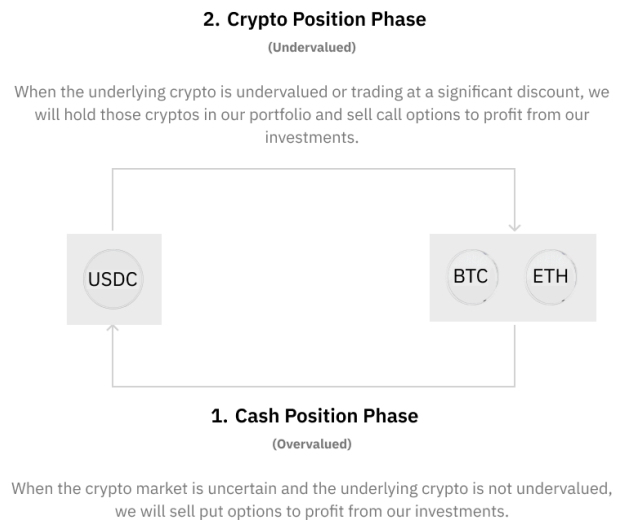 2. Crypto Position Phase
(Undervalued)
When the underlying crypto is undervalued or trading at a significant discount, we
will hold those cryptos in our portfolio and sell call options to profit from our
investments.
USDC
BTC
ETH
1. Cash Position Phase
(Overvalued)
When the crypto market is uncertain and the underlying crypto is not undervalued,
we will sell put options to profit from our investments.